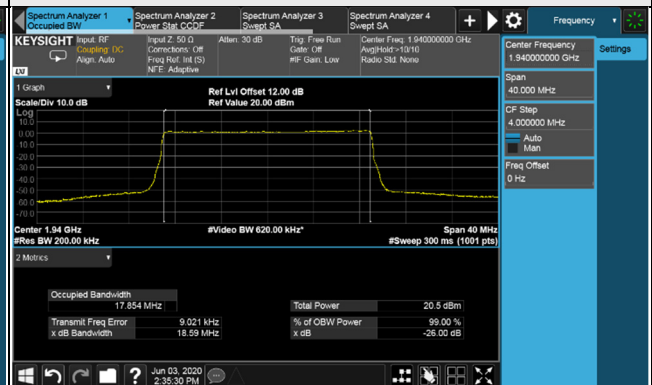 Spectrum Analyzer 1
Occupied BW
Spectrum Analyzer 2
Power Stat CCDF
Spectrum Analyzer 3
Swept SA
Spectrum Analyzer 4
Swept SA
Frequency
KEYSIGHT
Input: RF
Coupling: DC
Align: Auto
Input Z: 50 Ω
Corrections: Off
Freq Ref: Int (S)
NFE: Adaptive
Atten: 30 dB
Trig: Free Run
Gate: Off
#IF Gain: Low
Center Freq: 1.940000000 GHz
Avg|Hold:>10/10
Radio Std: None
LXI
1 Graph
Scale/Div 10.0 dB
Ref Lvl Offset 12.00 dB
Ref Value 20.00 dBm
Log
10.0
0.00
-10.0
-20.0
-30.0
-40.0
-50.0
-60.0
-70.0
Center 1.94 GHz
#Res BW 200.00 kHz
#Video BW 620.00 kHz*
Span 40 MHz
#Sweep 300 ms (1001 pts)
2 Metrics
Occupied Bandwidth
17.854 MHz
Transmit Freq Error
9.021 kHz
x dB Bandwidth
18.59 MHz
Total Power
20.5 dBm
% of OBW Power
99.00 %
x dB
-26.00 dB
Center Frequency
1.940000000 GHz
Settings
Span
40.000 MHz
CF Step
4.000000 MHz
Auto
Man
Freq Offset
0 Hz
?
Jun 03, 2020
2:35:30 PM